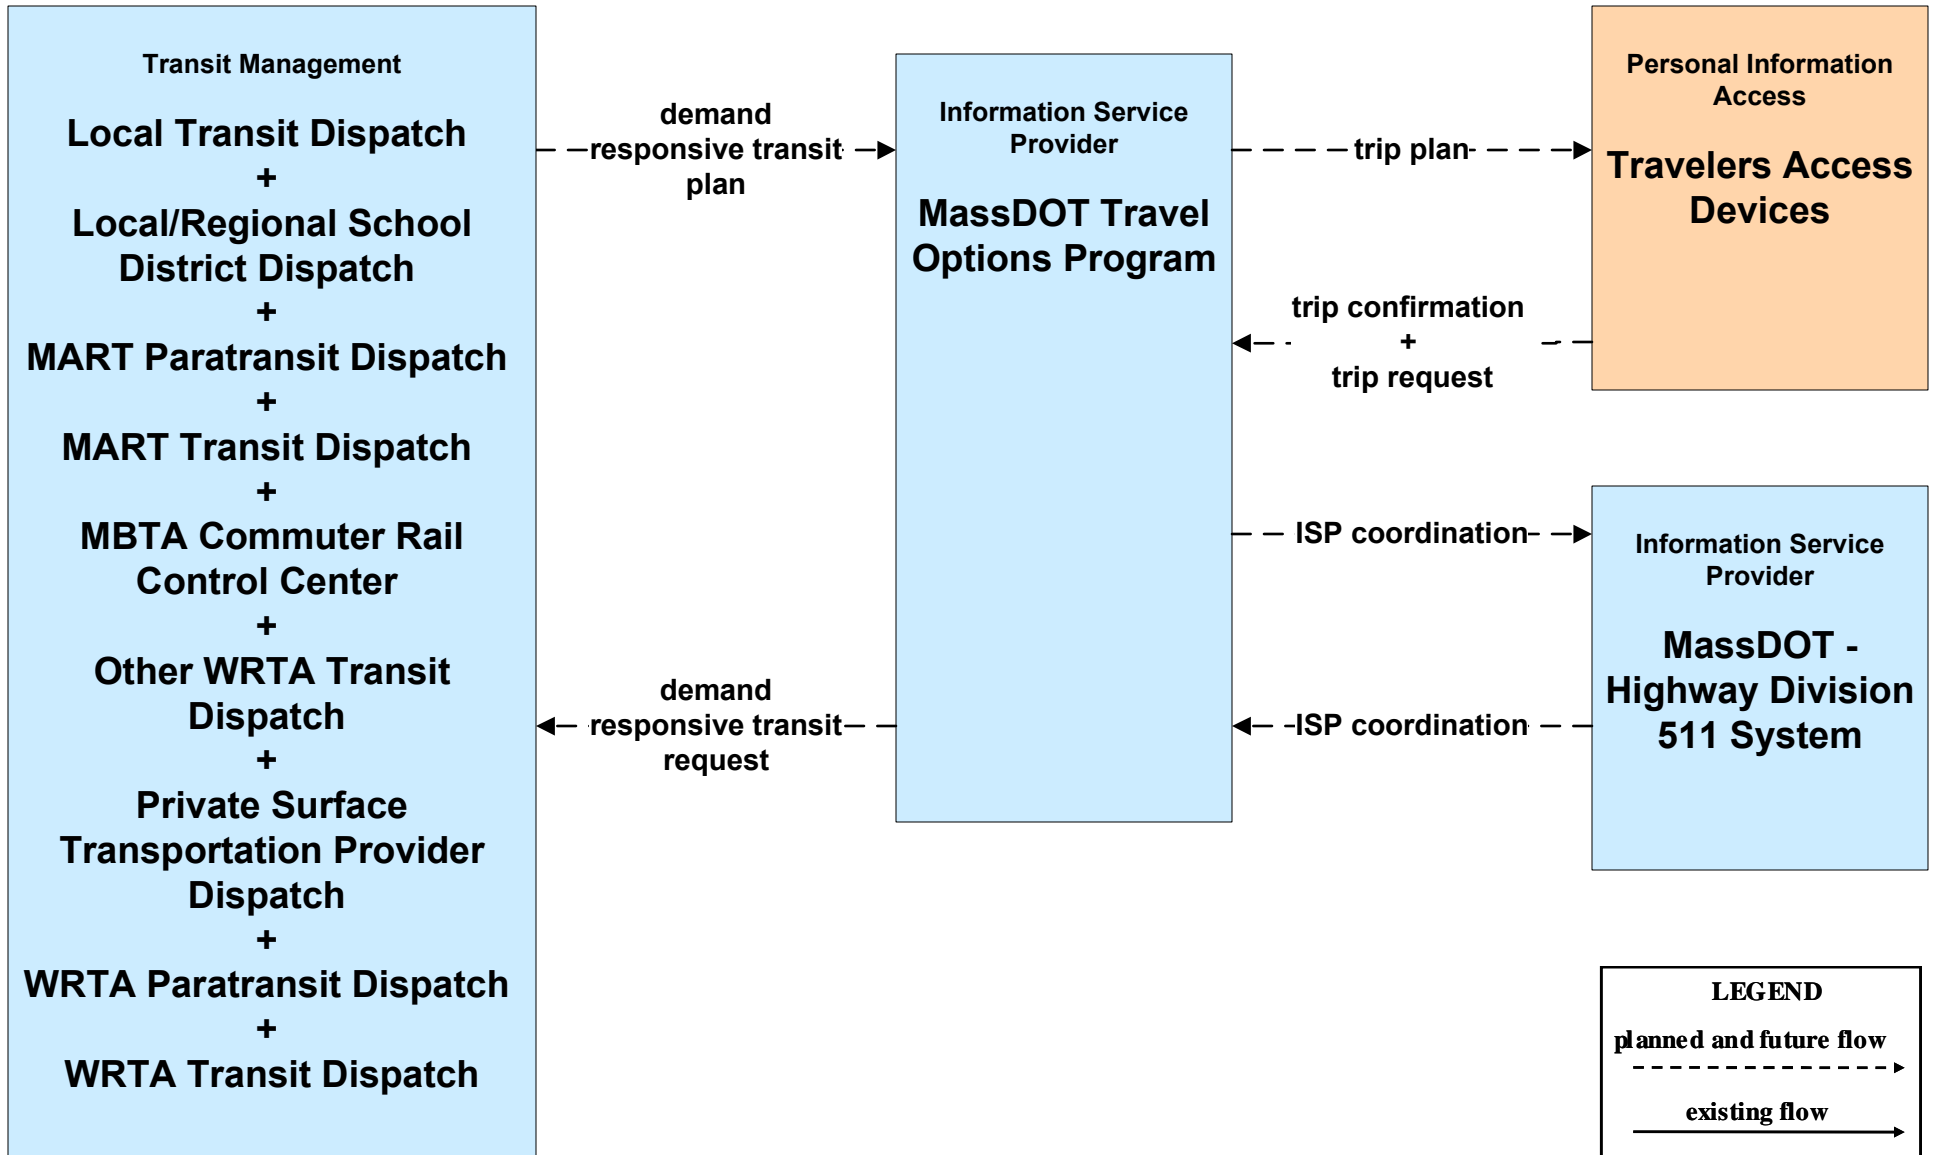 Transit Management
Local Transit Dispatch
+
Local/Regional School
District Dispatch
+
MART Paratransit Dispatch
+
MART Transit Dispatch
+
MBTA Commuter Rail
Control Center
+
Other WRTA Transit
Dispatch
+
Private Surface
Transportation Provider
Dispatch
+
WRTA Paratransit Dispatch
+
WRTA Transit Dispatch
demand
responsive transit
plan
demand
responsive transit
request
Information Service
Provider
MassDOT Travel
Options Program
trip plan
trip confirmation
+
trip request
ISP coordination
ISP coordination
Personal Information
Access
Travelers Access
Devices
Information Service
Provider
MassDOT -
Highway Division
511 System
LEGEND
planned and future flow
existing flow